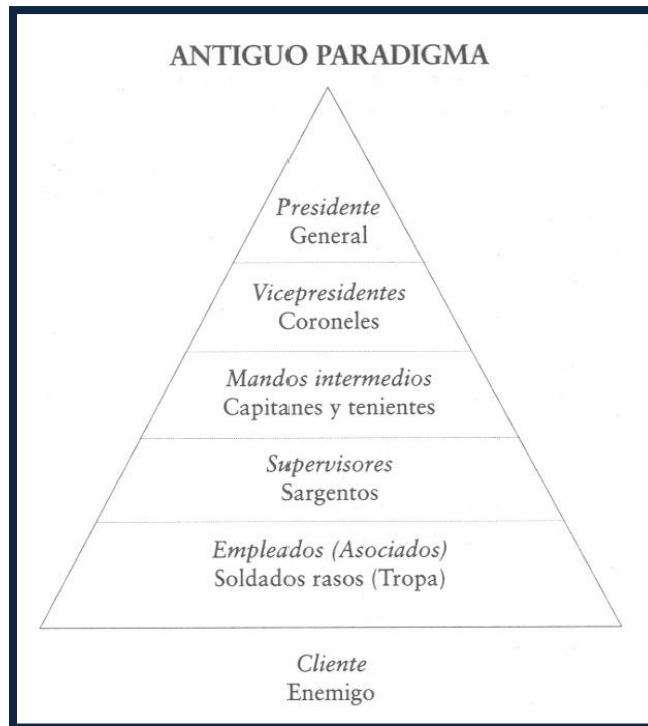 ANTIGUO PARADIGMA
Presidente
General
Vicepresidentes
Coroneles
Mandos intermedios
Capitanes y tenientes
Supervisores
Sargentos
Empleados (Asociados)
Soldados rasos (Tropa)
Cliente
Enemigo